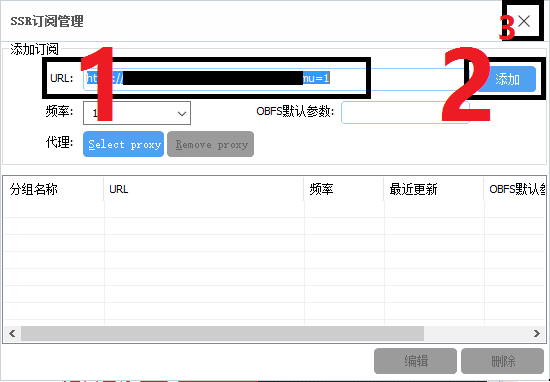 SSR订阅管理
3
添加订阅
1
2
URL: mu=1
添加
频率: 1
OBFS默认参数:
代理: Select proxy Remove proxy
分组名称 URL 频率 最近更新 OBFS默认参
编辑 删除